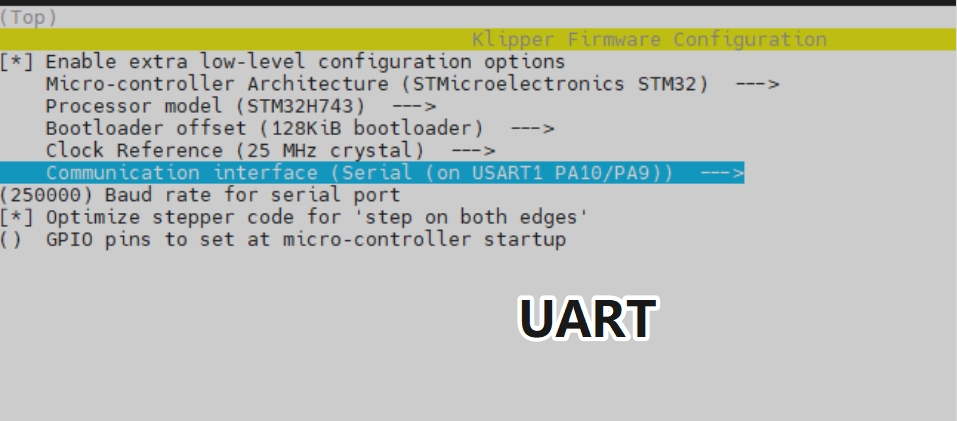 (Top)
Klipper Firmware Configuration
[*] Enable extra low-level configuration options
Micro-controller Architecture (STMicroelectronics STM32) --->
Processor model (STM32H743) --->
Bootloader offset (128KiB bootloader) --->
Clock Reference (25 MHz crystal) --->
Communication interface (Serial (on USART1 PA10/PA9)) --->
(250000) Baud rate for serial port
[*] Optimize stepper code for 'step on both edges'
() GPIO pins to set at micro-controller startup
UART